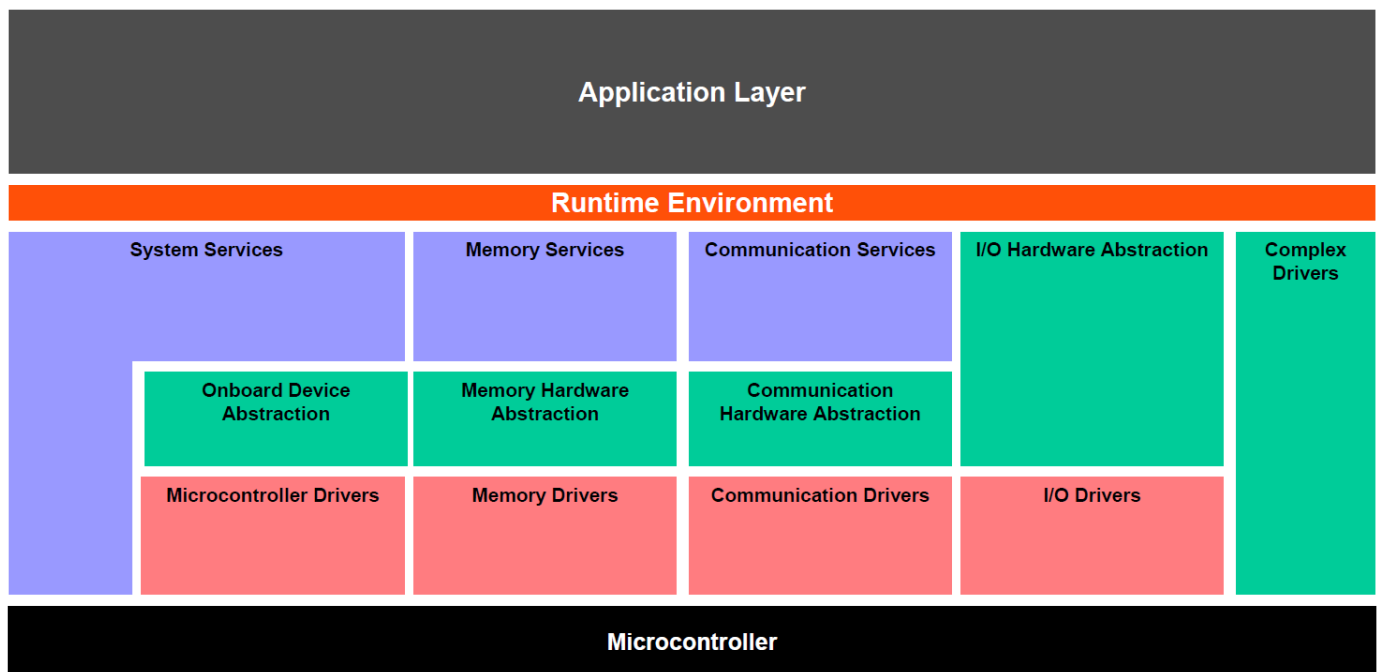 Application Layer
Runtime Environment
System Services
Memory Services
Communication Services
I/O Hardware Abstraction
Complex
Drivers
Onboard Device
Abstraction
Memory Hardware
Abstraction
Communication
Hardware Abstraction
Microcontroller Drivers
Memory Drivers
Communication Drivers
I/O Drivers
Microcontroller